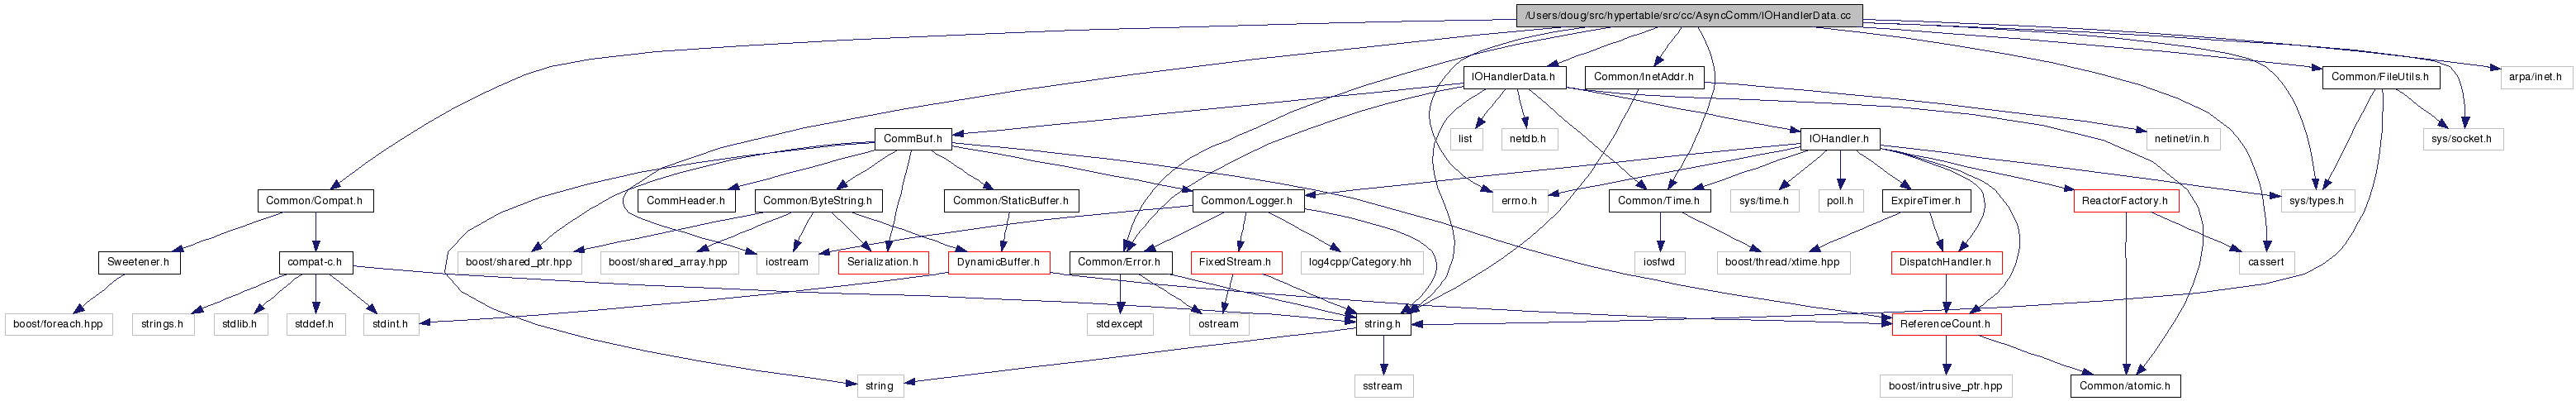 /Users/doug/src/hypertable/src/cc/AsyncComm/IOHandlerData.cc
IOHandlerData.h
Common/InetAddr.h
Common/FileUtils.h
arpa/inet.h
CommBuf.h
list
netdb.h
IOHandler.h
netinet/in.h
sys/socket.h
Common/Compat.h
CommHeader.h
Common/ByteString.h
Common/StaticBuffer.h
Common/Logger.h
errno.h
Common/Time.h
sys/time.h
poll.h
ExpireTimer.h
ReactorFactory.h
sys/types.h
Sweetener.h
compat-c.h
boost/shared_ptr.hpp
boost/shared_array.hpp
iostream
Serialization.h
DynamicBuffer.h
Common/Error.h
FixedStream.h
log4cpp/Category.hh
iosfwd
boost/thread/xtime.hpp
DispatchHandler.h
cassert
boost/foreach.hpp
strings.h
stdlib.h
stddef.h
stdint.h
stdexcept
ostream
string.h
ReferenceCount.h
string
sstream
boost/intrusive_ptr.hpp
Common/atomic.h